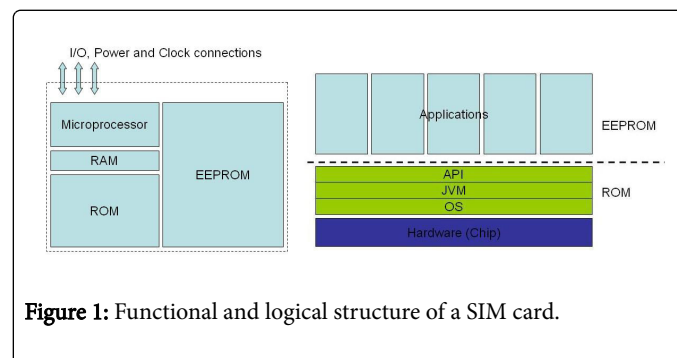 I/O, Power and Clock connections
Microprocessor
RAM
ROM
EEPROM
Applications
EEPROM
API
JVM
ROM
OS
Hardware (Chip)
Figure 1: Functional and logical structure of a SIM card.